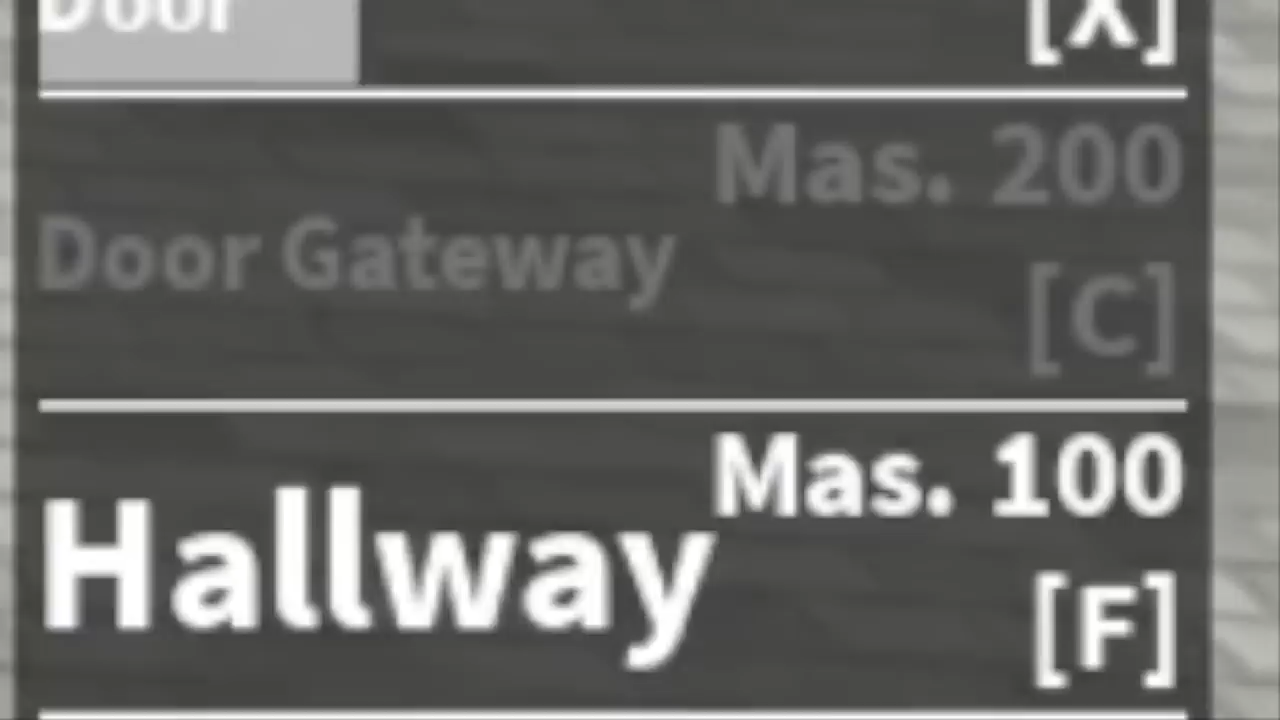 Door
[X]
Mas. 200
Door Gateway
[C]
Mas. 100
Hallway
[F]